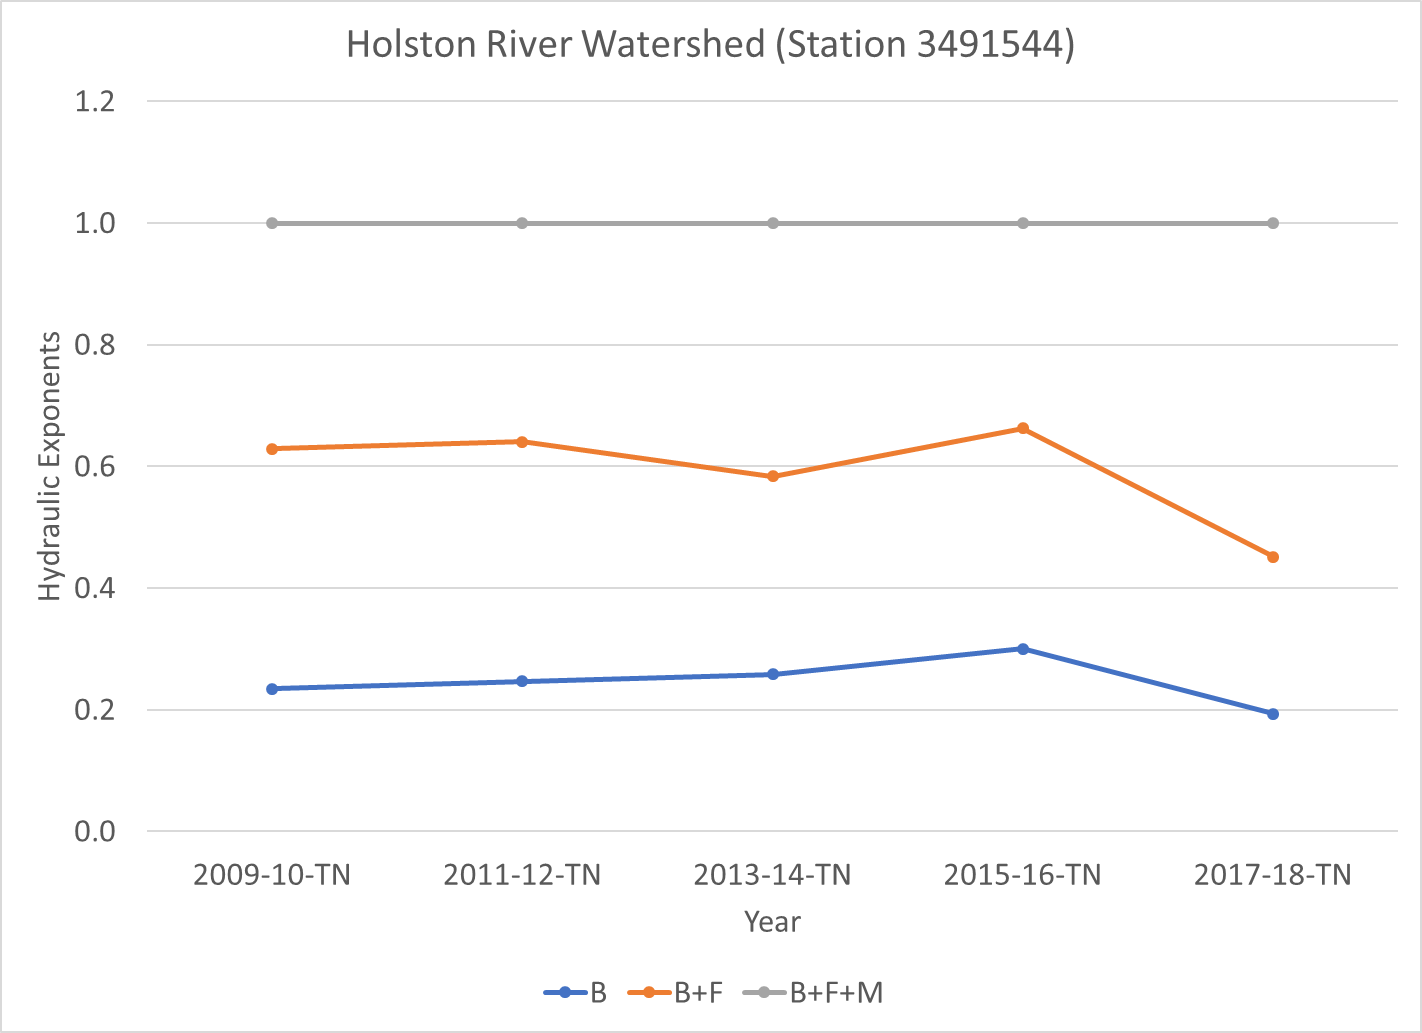 Holston River Watershed (Station 3491544)
1.2
1.0
0.8
0.6
0.4
0.2
0.0
Hydraulic Exponents
2009-10-TN 2011-12-TN 2013-14-TN 2015-16-TN 2017-18-TN
Year
B B+F B+F+M